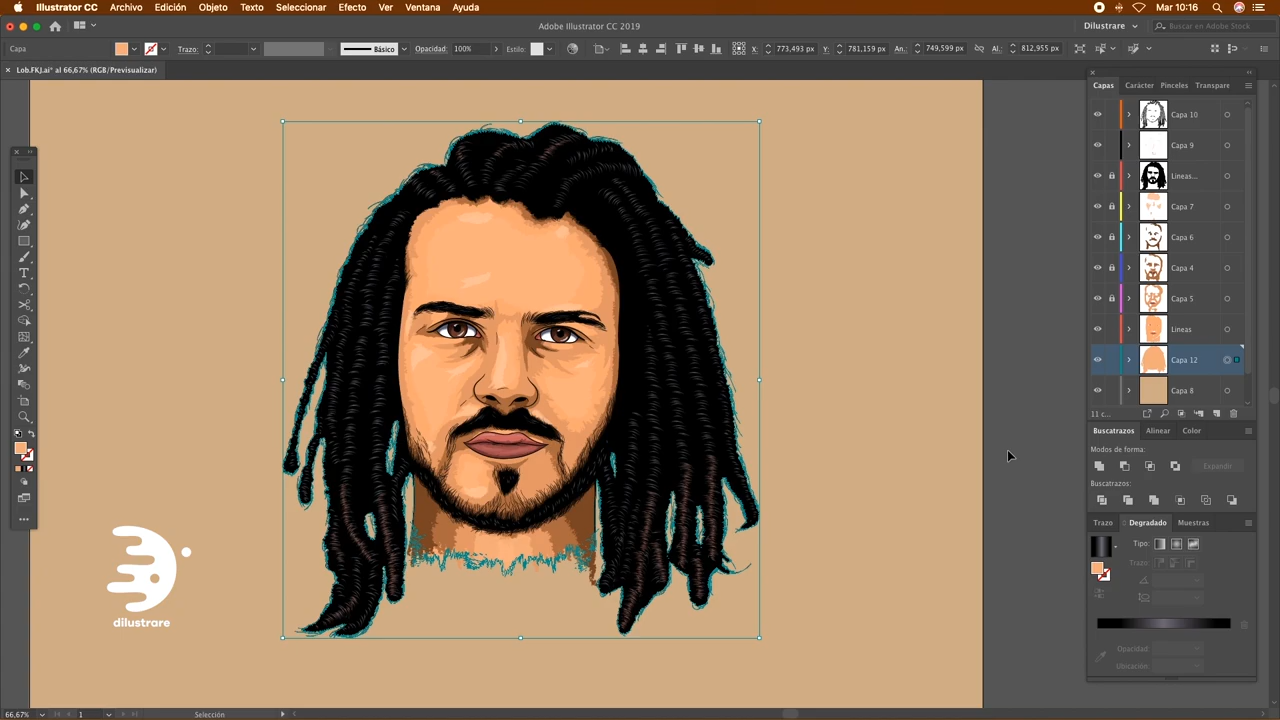 Illustrator CC Archivo Edición Objeto Texto Seleccionar Efecto Ver Ventana Ayuda Mar 10:16
Adobe Illustrator CC 2019 Dilustrare Buscar en Adobe Stock
Capa Trazo: Básico Opacidad: 100% Estilo: X: 773,493 px Y: 781,159 px An.: 749,599 px Al.: 812,955 px
Lob.FKJ.ai* al 66,67% (RGB/Previsualizar)
Capas Carácter Pinceles Transpare
Capa 10
Capa 9
Lineas...
Capa 7
Capa 6
Capa 4
Capa 5
Lineas
Capa 12
Capa 8
11 c...
Buscatrazos Alinear Color
Modos de forma:
Expandir
Buscatrazos:
Trazo Degradado Muestras
Tipo:
Trazo:
Opacidad:
Ubicación:
dilustrare
66,67% 1 Selección